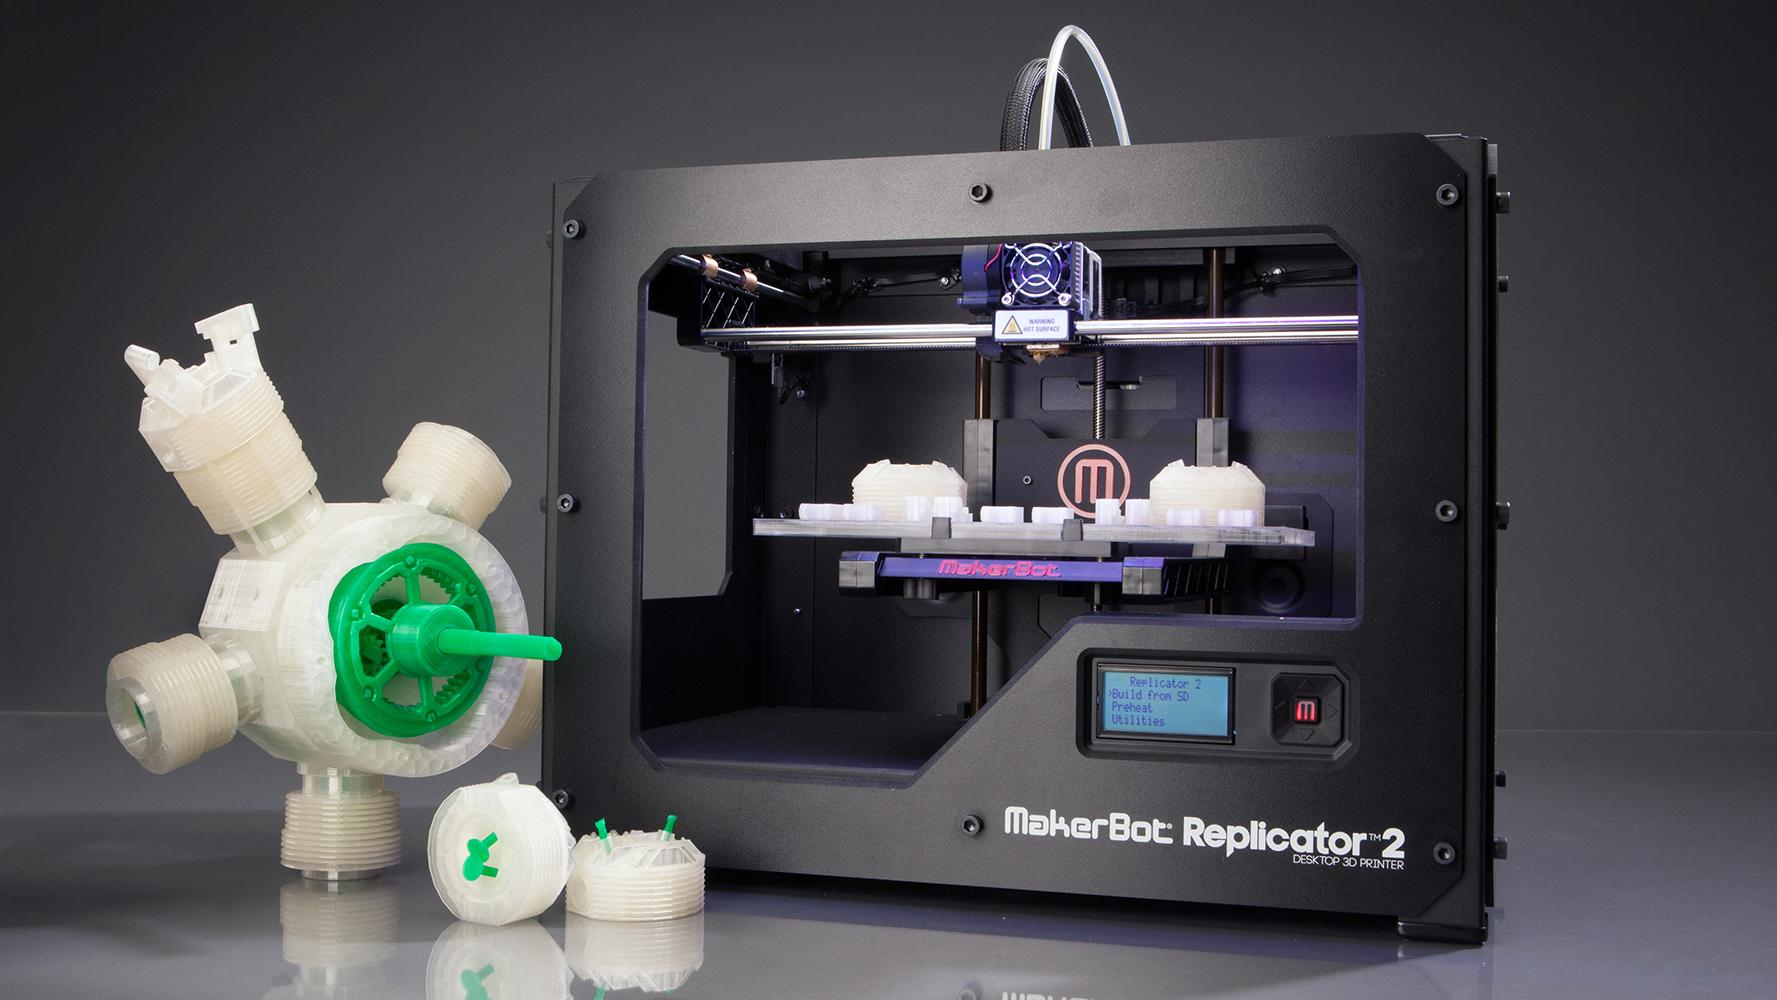 WARNING
HOT SURFACE
M
MakerBot
Replicator 2
›Build from SD
Preheat
Utilities
M
MakerBot® Replicator™2
DESKTOP 3D PRINTER